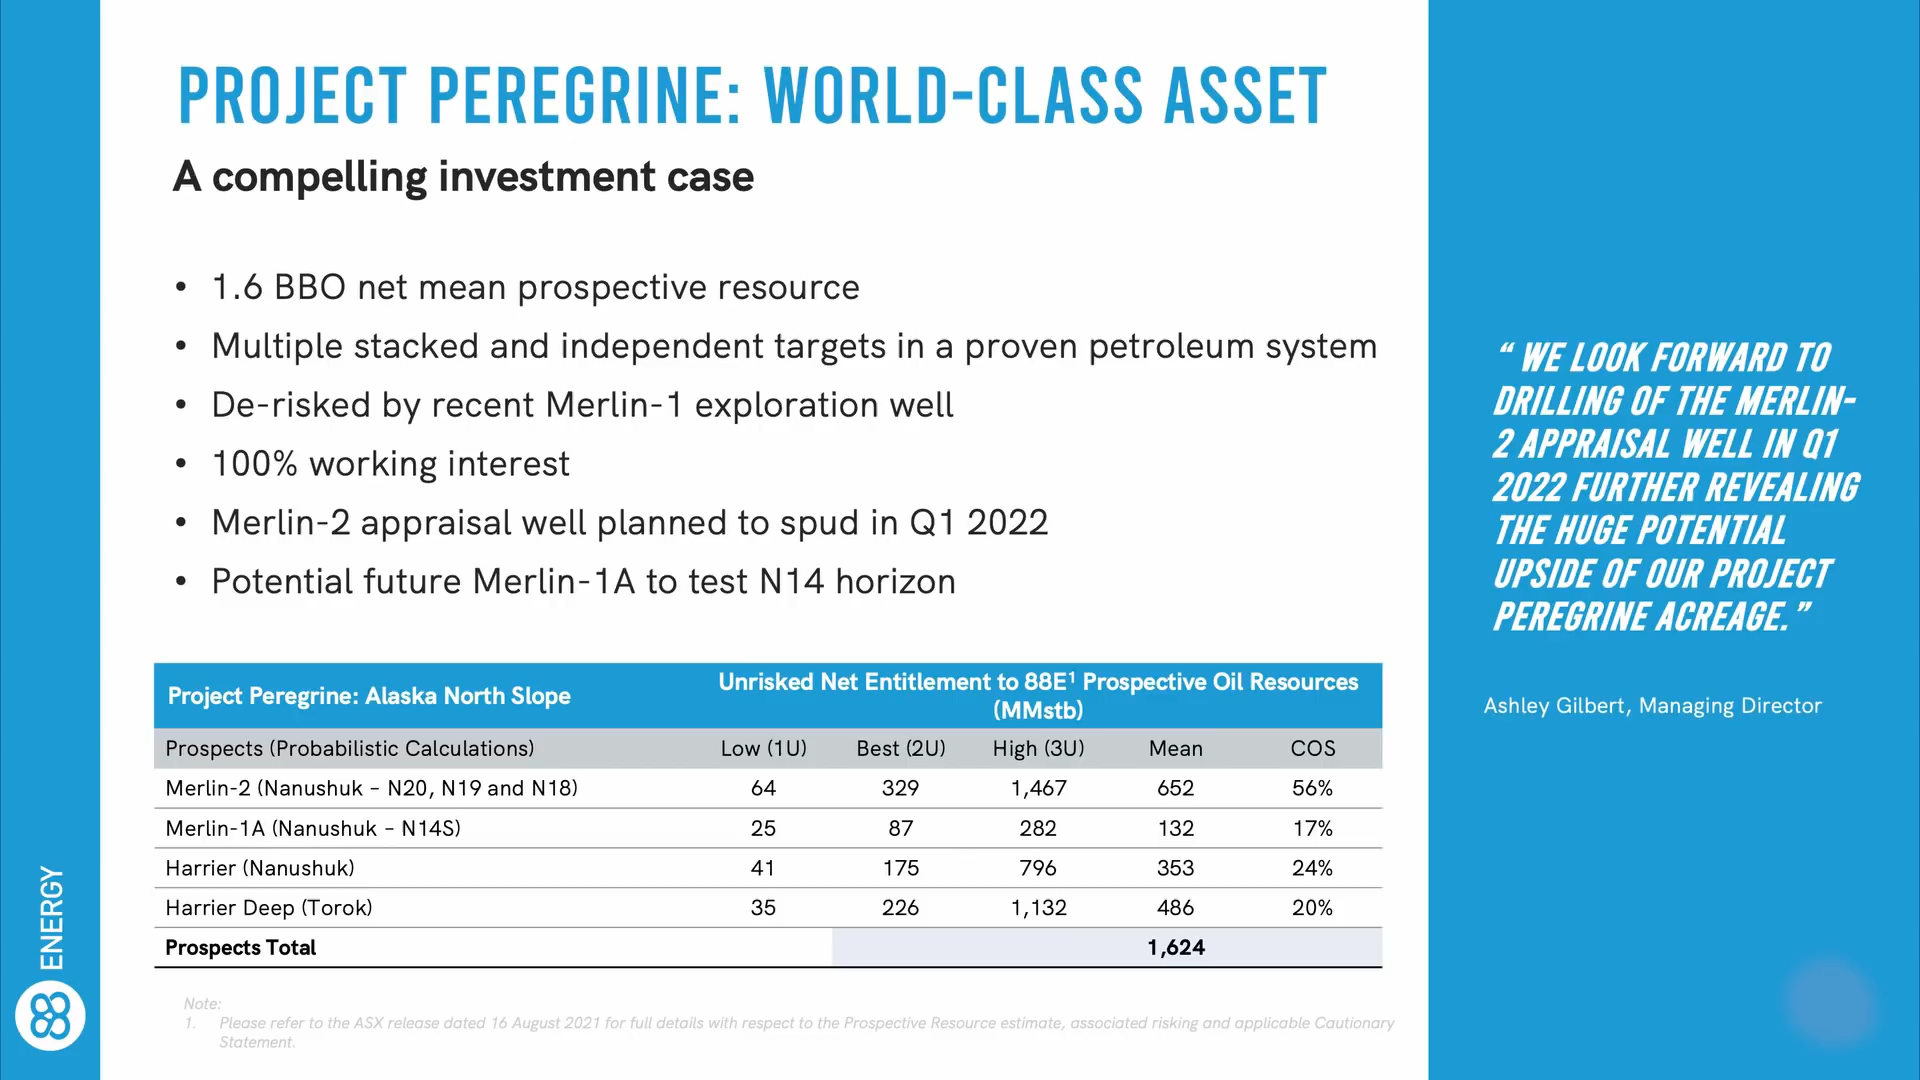 PROJECT PEREGRINE: WORLD-CLASS ASSET
A compelling investment case
• 1.6 BBO net mean prospective resource
• Multiple stacked and independent targets in a proven petroleum system
• De-risked by recent Merlin-1 exploration well
• 100% working interest
• Merlin-2 appraisal well planned to spud in Q1 2022
• Potential future Merlin-1A to test N14 horizon
Project Peregrine: Alaska North Slope
Unrisked Net Entitlement to 88E¹ Prospective Oil Resources
(MMstb)
Prospects (Probabilistic Calculations) Low (1U) Best (2U) High (3U) Mean COS
Merlin-2 (Nanushuk – N20, N19 and N18) 64 329 1,467 652 56%
Merlin-1A (Nanushuk – N14S) 25 87 282 132 17%
Harrier (Nanushuk) 41 175 796 353 24%
Harrier Deep (Torok) 35 226 1,132 486 20%
Prospects Total 1,624
Note:
1. Please refer to the ASX release dated 16 August 2021 for full details with respect to the Prospective Resource estimate, associated risking and applicable Cautionary
Statement.
“ WE LOOK FORWARD TO
DRILLING OF THE MERLIN-
2 APPRAISAL WELL IN Q1
2022 FURTHER REVEALING
THE HUGE POTENTIAL
UPSIDE OF OUR PROJECT
PEREGRINE ACREAGE.”
Ashley Gilbert, Managing Director
88 ENERGY